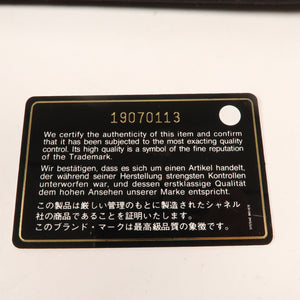 19070113
We certify the authenticity of this item and confirm
that it has been subjected to the most exacting quality
control. Its high quality is a symbol of the fine reputation
of the Trademark.
Wir bestätigen, dass es sich um einen Artikel handelt,
der während seiner Herstellung strengsten Kontrollen
unterworfen war, und dessen erstklassige Qualität
dem hohen Ansehen unserer Marke entspricht.
この製品は厳しい管理のもとに製造されたシャネル
社の商品であることを証明いたします。
このブランド・マークは最高級品質の象徴です。